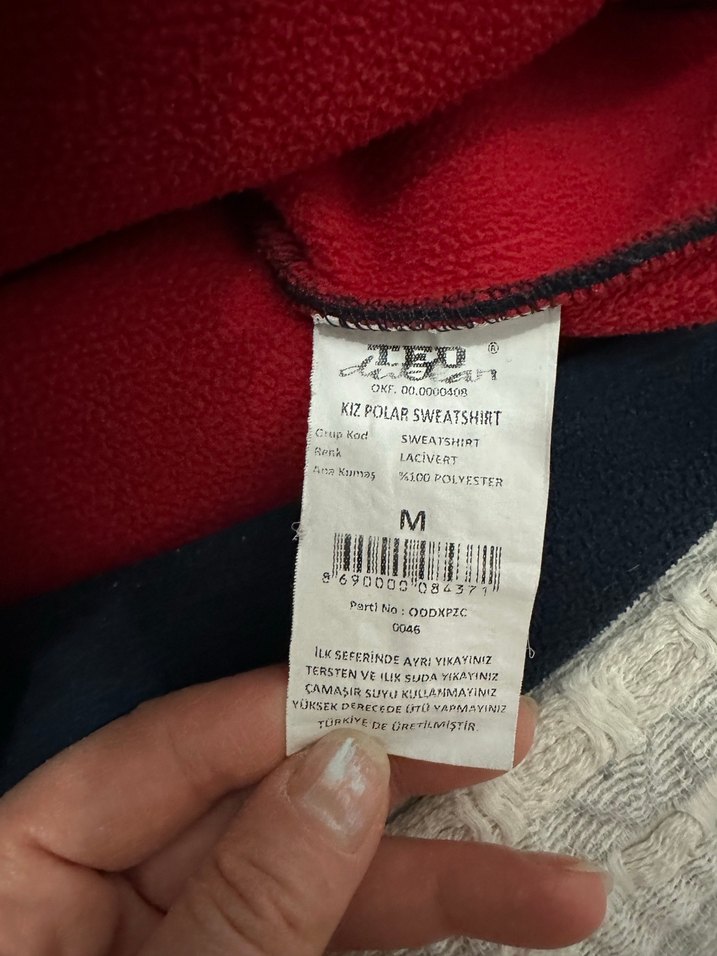 TEO ®
OKF. 00.0000408
KIZ POLAR SWEATSHIRT
Grup Kod SWEATSHIRT
Renk LACİVERT
Ana Kumaş %100 POLYESTER
M
8 690000 084371
Parti No : OODXPZC
0046
İLK SEFERİNDE AYRI YIKAYINIZ
TERSTEN VE ILIK SUDA YIKAYINIZ
ÇAMAŞIR SUYU KULLANMAYINIZ
YÜKSEK DERECEDE ÜTÜ YAPMAYINIZ
TÜRKİYE DE ÜRETİLMİŞTİR.